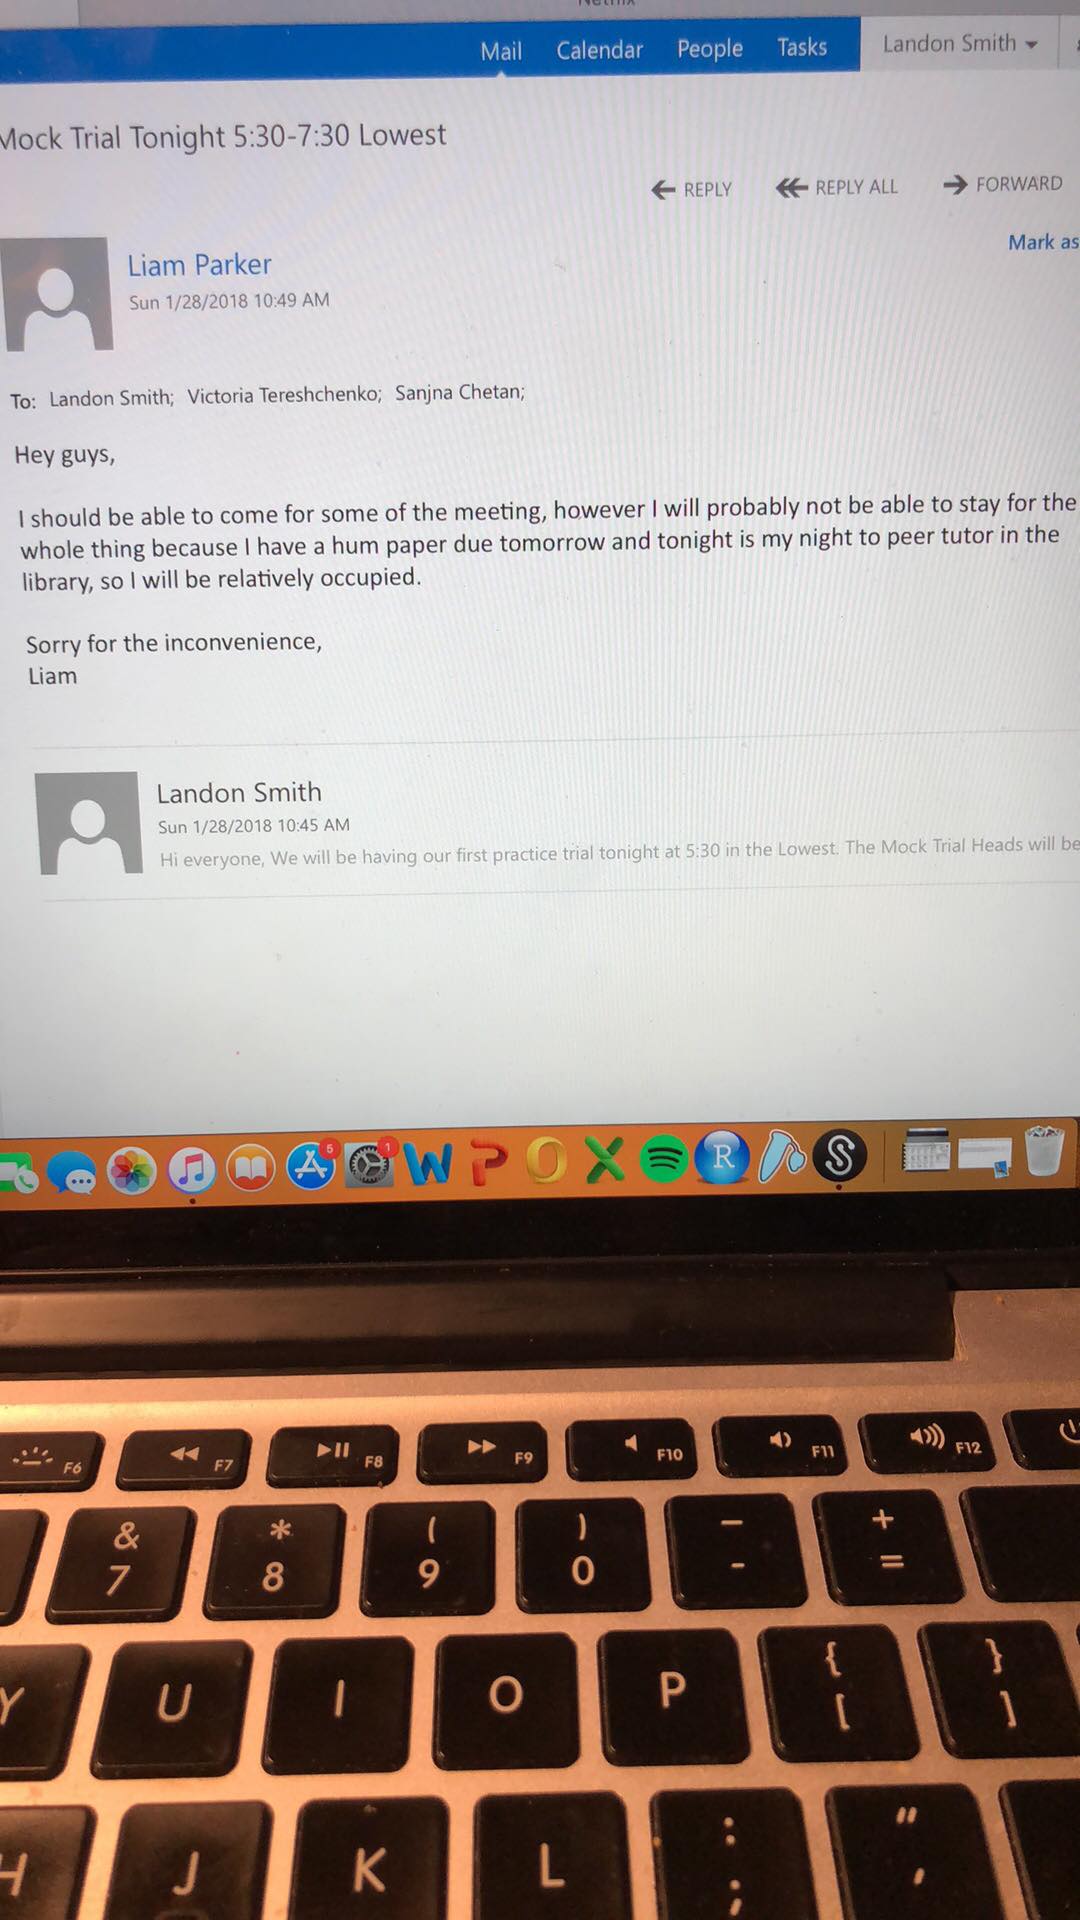 Mail Calendar People Tasks Landon Smith
Mock Trial Tonight 5:30-7:30 Lowest
REPLY REPLY ALL FORWARD
Mark as
Liam Parker
Sun 1/28/2018 10:49 AM
To: Landon Smith; Victoria Tereshchenko; Sanjna Chetan;
Hey guys,
I should be able to come for some of the meeting, however I will probably not be able to stay for the
whole thing because I have a hum paper due tomorrow and tonight is my night to peer tutor in the
library, so I will be relatively occupied.
Sorry for the inconvenience,
Liam
Landon Smith
Sun 1/28/2018 10:45 AM
Hi everyone, We will be having our first practice trial tonight at 5:30 in the Lowest. The Mock Trial Heads will be
5 1 W P O X R S
F6 F7 F8 F9 F10 F11 F12
& * ( ) _ +
7 8 9 0 - =
{ }
Y U I O P [ ]
: "
H J K L ; '